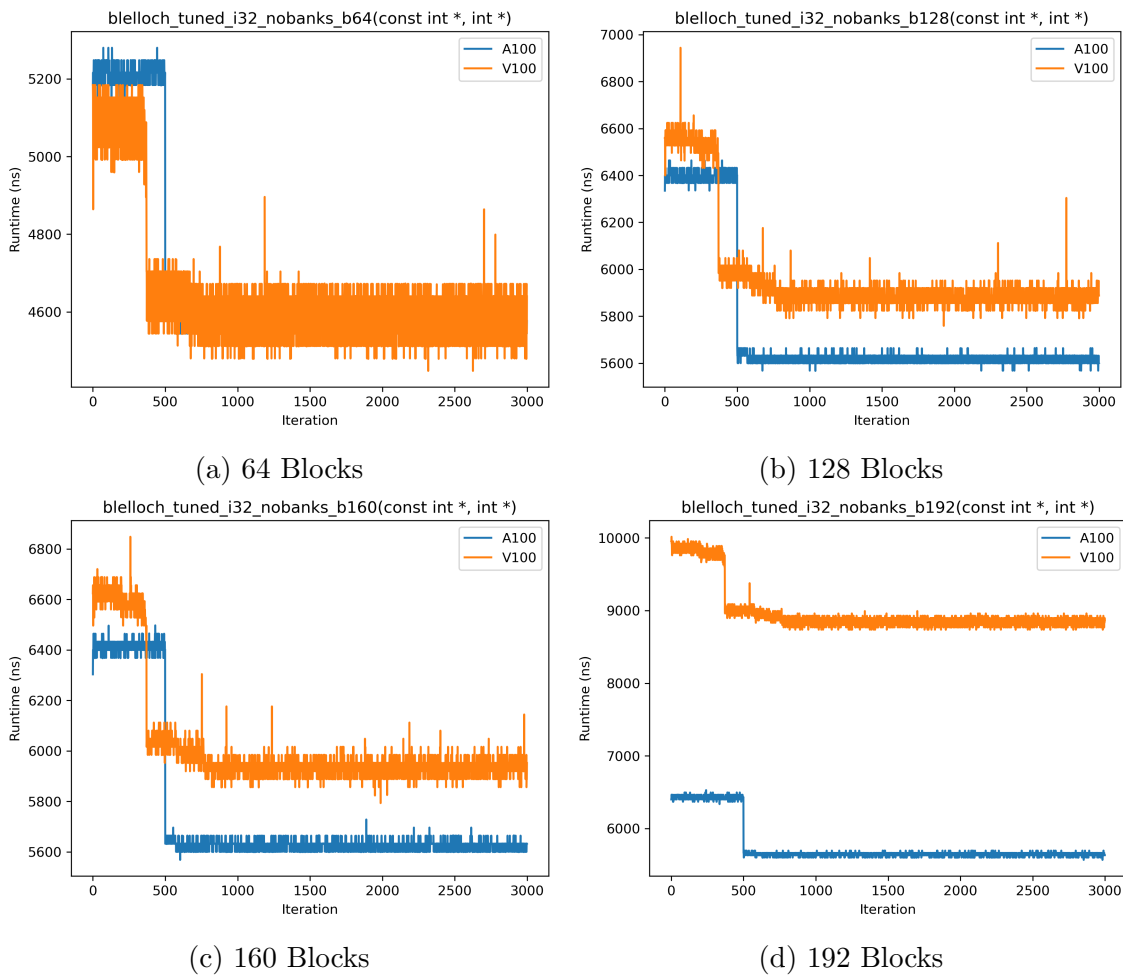 blelloch_tuned_i32_nobanks_b64(const int *, int *)
A100
V100
5200
5000
4800
4600
Runtime (ns)
0 500 1000 1500 2000 2500 3000
Iteration
(a) 64 Blocks
blelloch_tuned_i32_nobanks_b128(const int *, int *)
A100
V100
7000
6800
6600
6400
6200
6000
5800
5600
Runtime (ns)
0 500 1000 1500 2000 2500 3000
Iteration
(b) 128 Blocks
blelloch_tuned_i32_nobanks_b160(const int *, int *)
A100
V100
6800
6600
6400
6200
6000
5800
5600
Runtime (ns)
0 500 1000 1500 2000 2500 3000
Iteration
(c) 160 Blocks
blelloch_tuned_i32_nobanks_b192(const int *, int *)
A100
V100
10000
9000
8000
7000
6000
Runtime (ns)
0 500 1000 1500 2000 2500 3000
Iteration
(d) 192 Blocks